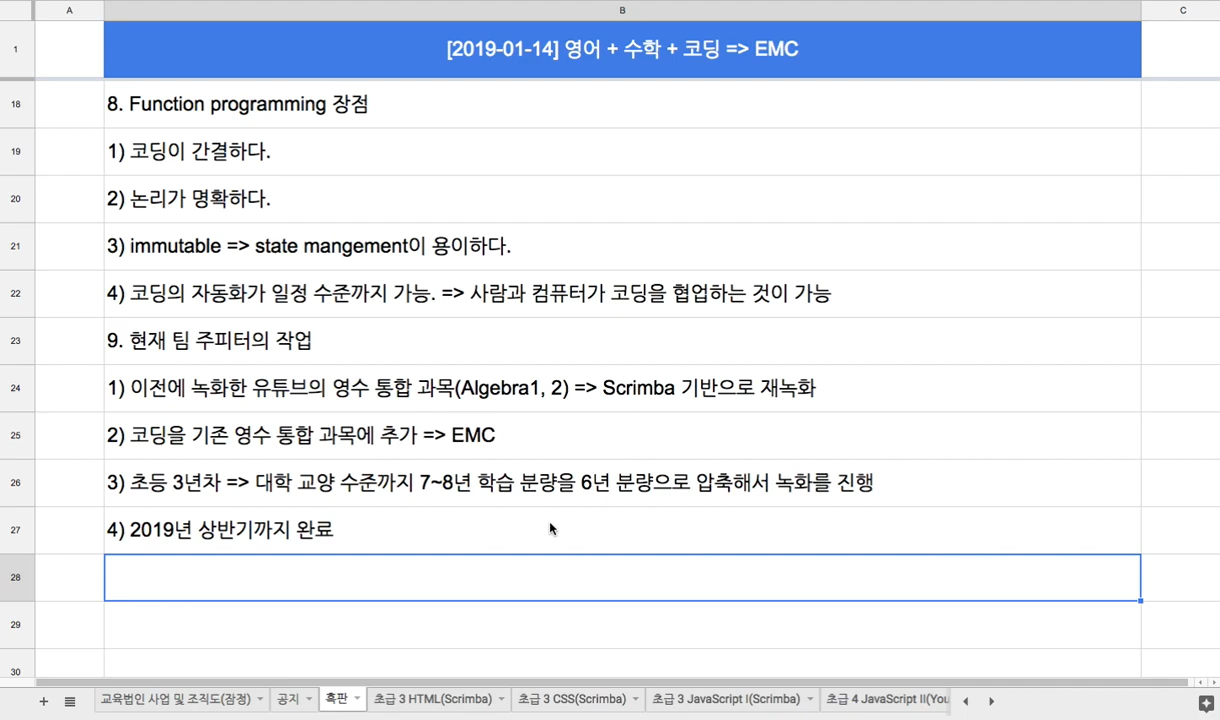 A B C
1 [2019-01-14] 영어 + 수학 + 코딩 => EMC
18 8. Function programming 장점
19 1) 코딩이 간결하다.
20 2) 논리가 명확하다.
21 3) immutable => state mangement이 용이하다.
22 4) 코딩의 자동화가 일정 수준까지 가능. => 사람과 컴퓨터가 코딩을 협업하는 것이 가능
23 9. 현재 팀 주피터의 작업
24 1) 이전에 녹화한 유튜브의 영수 통합 과목(Algebra1, 2) => Scrimba 기반으로 재녹화
25 2) 코딩을 기존 영수 통합 과목에 추가 => EMC
26 3) 초등 3년차 => 대학 교양 수준까지 7~8년 학습 분량을 6년 분량으로 압축해서 녹화를 진행
27 4) 2019년 상반기까지 완료
28
29
30
교육법인 사업 및 조직도(잠정) 공지 흑판 초급 3 HTML(Scrimba) 초급 3 CSS(Scrimba) 초급 3 JavaScript I(Scrimba) 초급 4 JavaScript II(You